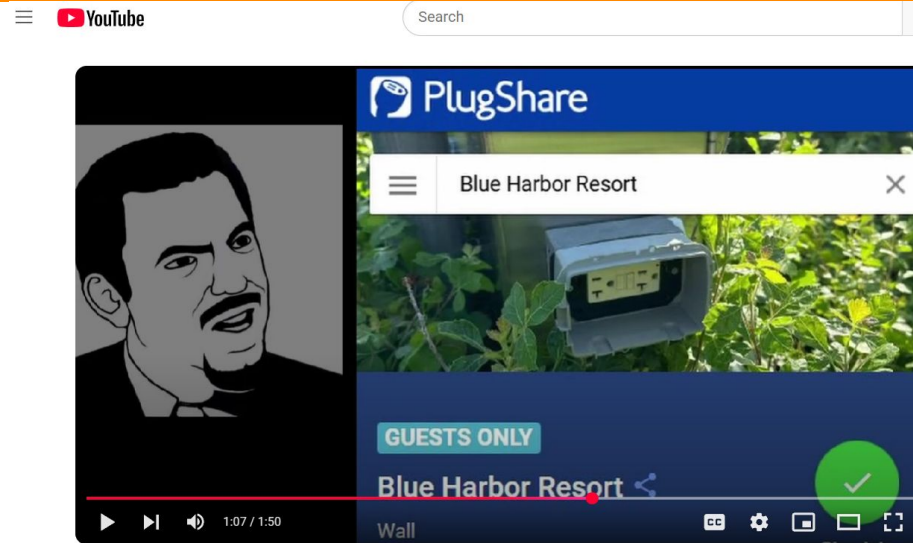 YouTube
Search
PlugShare
Blue Harbor Resort
GUESTS ONLY
Blue Harbor Resort
1:07 / 1:50
CC
Wall